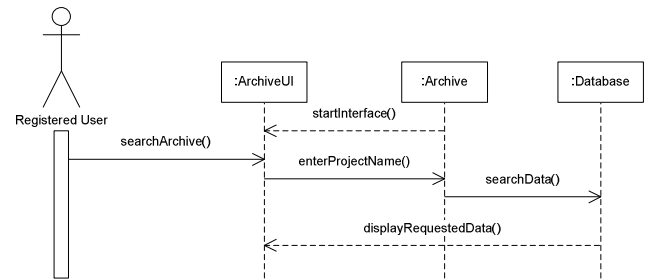 :ArchiveUI
:Archive
:Database
Registered User
startInterface()
searchArchive()
enterProjectName()
searchData()
displayRequestedData()